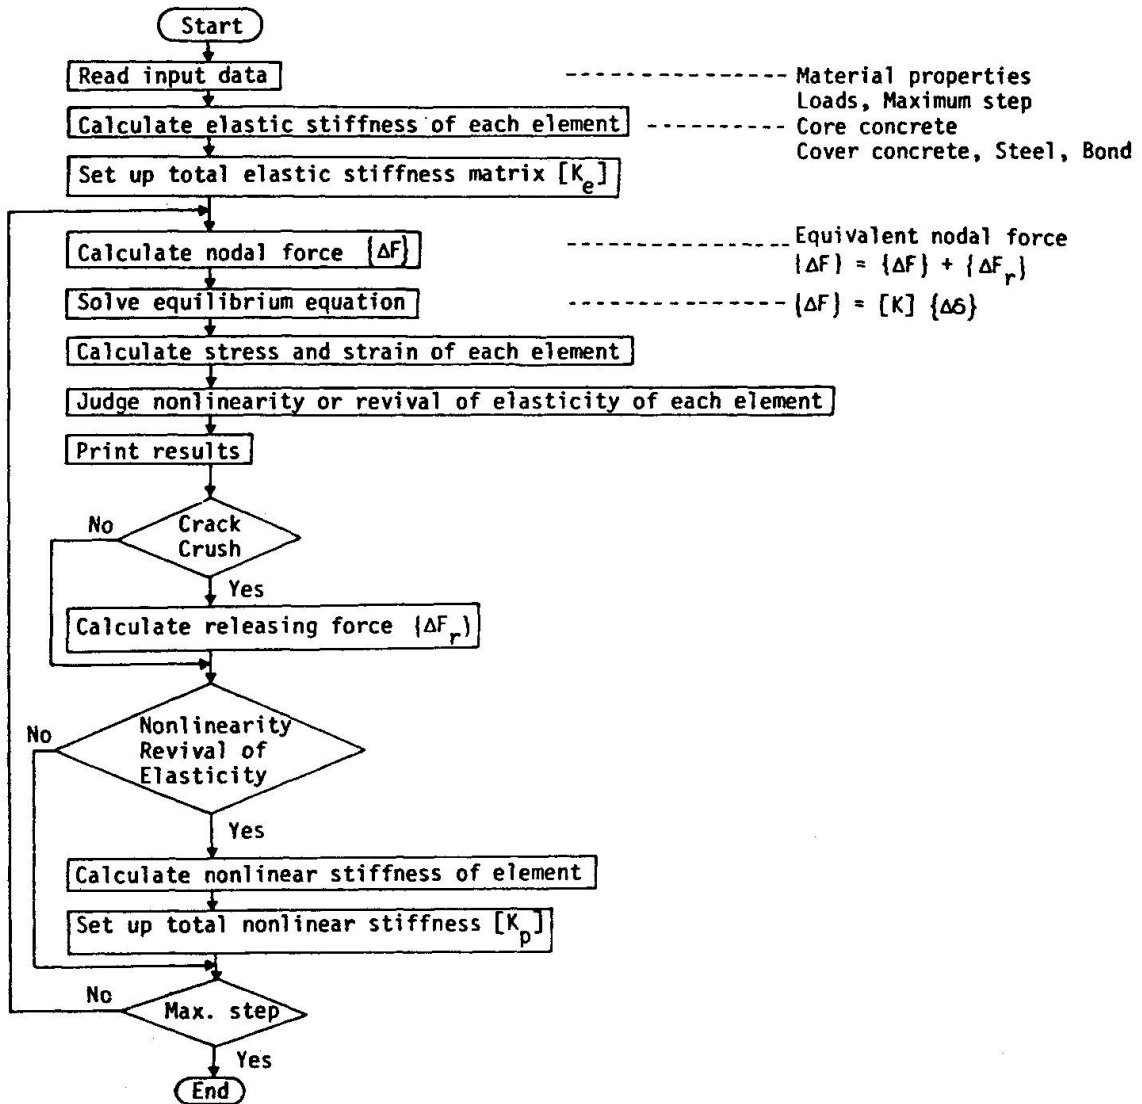 Start
Read input data
Material properties
Loads, Maximum step
Calculate elastic stiffness of each element
Core concrete
Cover concrete, Steel, Bond
Set up total elastic stiffness matrix [Ke]
Calculate nodal force {ΔF}
Equivalent nodal force
{ΔF} = {ΔF} + {ΔFr}
Solve equilibrium equation
{ΔF} = [K] {Δδ}
Calculate stress and strain of each element
Judge nonlinearity or revival of elasticity of each element
Print results
No
Crack
Crush
Yes
Calculate releasing force {ΔFr}
No
Nonlinearity
Revival of
Elasticity
Yes
Calculate nonlinear stiffness of element
Set up total nonlinear stiffness [Kp]
No
Max. step
Yes
End